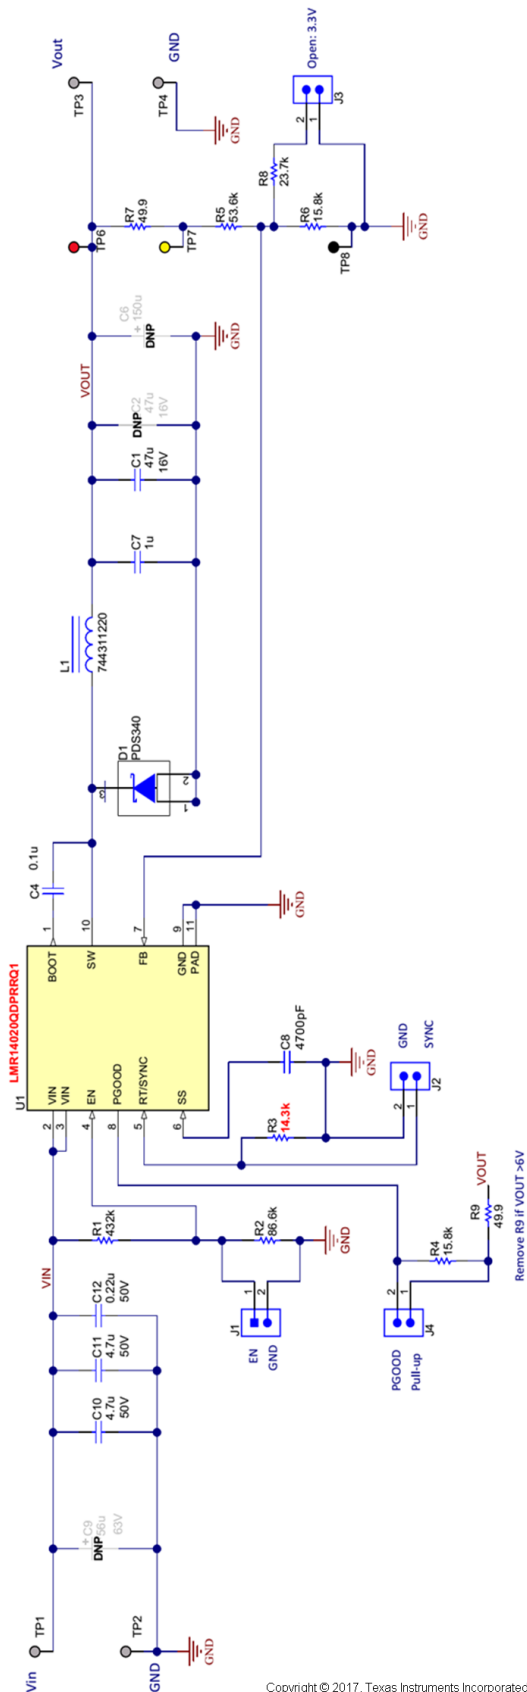 Vin
TP1
GND
TP2
GND
C9
56u
63V
DNP
C10
4.7u
50V
C11
4.7u
50V
C12
0.22u
50V
VIN
R1
432k
R2
86.6k
GND
J1
1
2
EN
GND
U1
LMR14020QDPRRQ1
2
3
4
8
5
6
VIN
VIN
EN
PGOOD
RT/SYNC
SS
BOOT
SW
FB
GND
PAD
1
10
7
9
11
GND
C4
0.1u
R3
14.3k
C8
4700pF
GND
J2
2
1
GND
SYNC
J4
2
1
PGOOD
Pull-up
R4
15.8k
R9
49.9
VOUT
Remove R9 if VOUT >6V
D1
PDS340
3
1
2
L1
744311220
C7
1u
C1
47u
16V
DNP
C2
47u
16V
VOUT
C6
+ 150u
DNP
GND
TP6
R7
49.9
TP7
R5
53.6k
R6
15.8k
TP8
GND
R8
23.7k
J3
2
1
Open: 3.3V
Vout
TP3
GND
TP4
GND
Copyright © 2017, Texas Instruments Incorporated